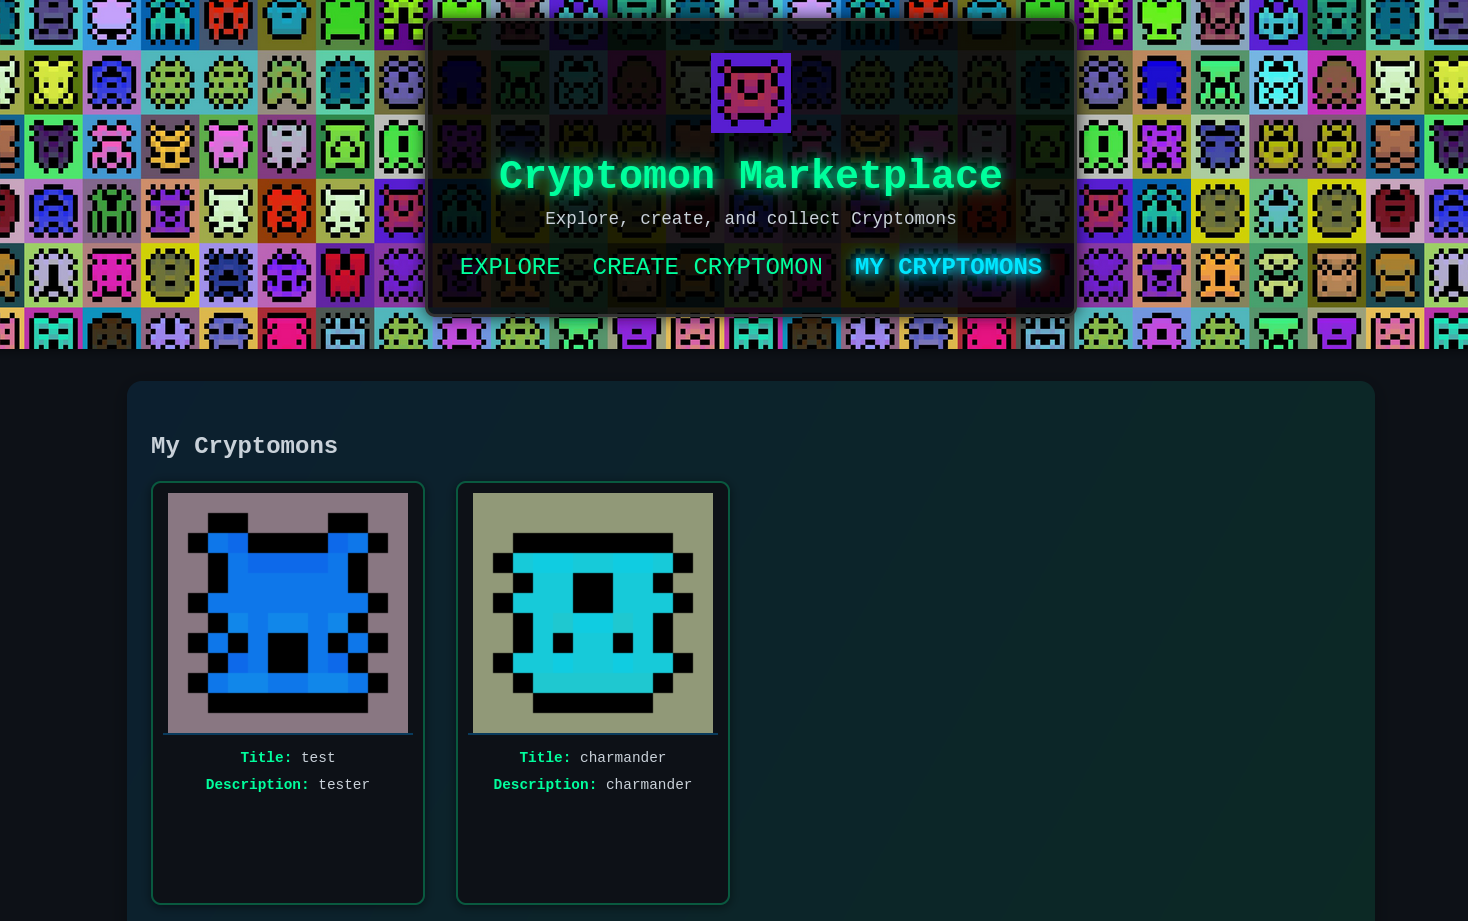 Cryptomon Marketplace
Explore, create, and collect Cryptomons
EXPLORE CREATE CRYPTOMON MY CRYPTOMONS
My Cryptomons
Title: test
Description: tester
Title: charmander
Description: charmander